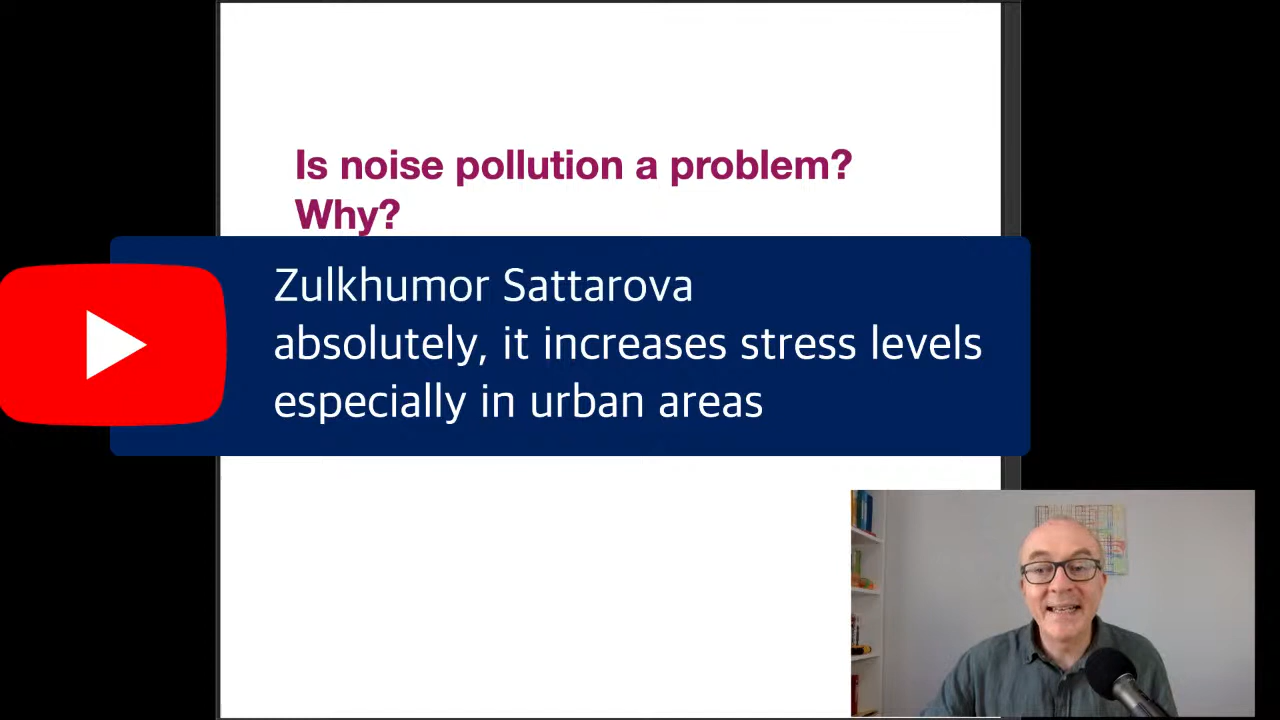 Is noise pollution a problem?
Why?
Zulkhumor Sattarova
absolutely, it increases stress levels
especially in urban areas